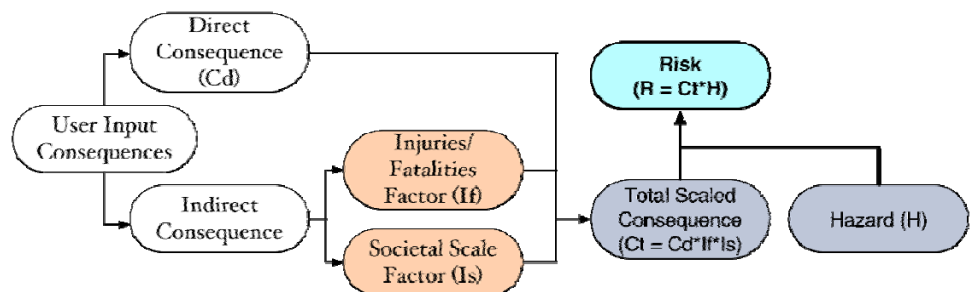 User Input
Consequences
Direct
Consequence
(Cd)
Indirect
Consequence
Injuries/
Fatalities
Factor (If)
Societal Scale
Factor (Is)
Total Scaled
Consequence
(Ct = Cd*If*Is)
Hazard (H)
Risk
(R = Ct*H)